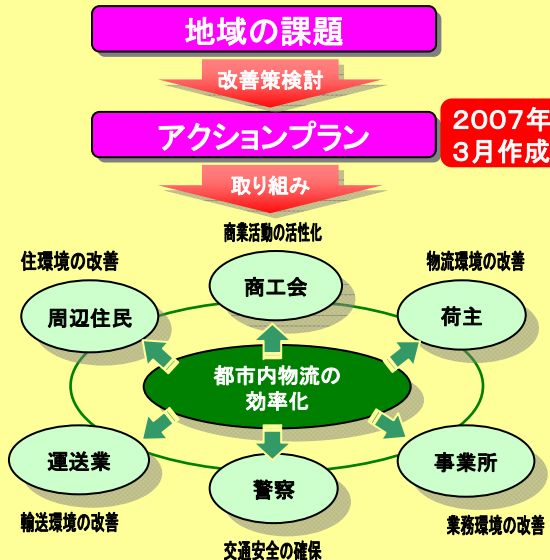 地域の課題
改善策検討
アクションプラン
2007年
3月作成
取り組み
商業活動の活性化
住環境の改善
物流環境の改善
商工会
周辺住民
荷主
都市内物流の
効率化
運送業
事業所
警察
輸送環境の改善
業務環境の改善
交通安全の確保